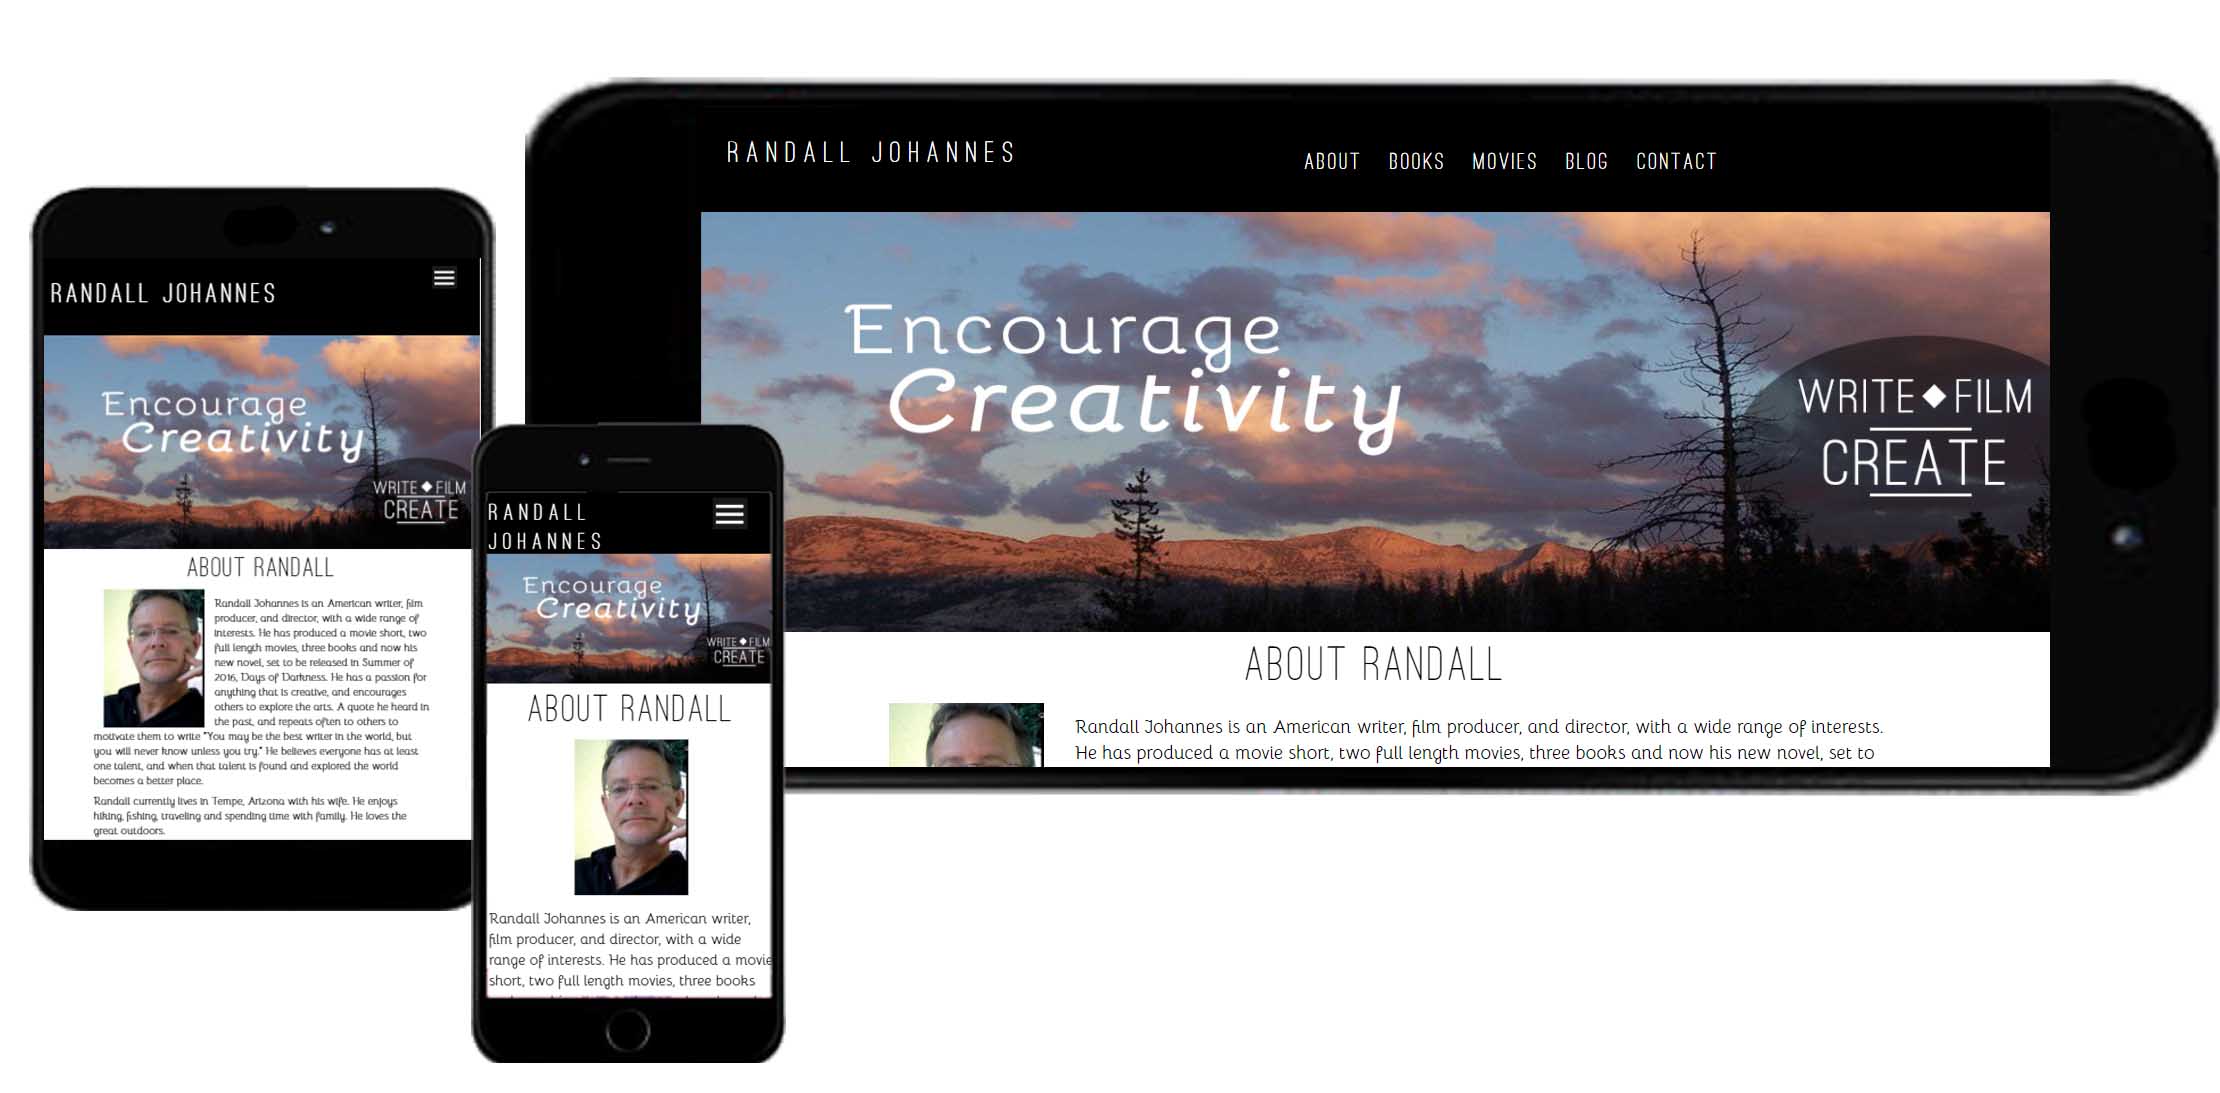 RANDALL JOHANNES
ABOUT BOOKS MOVIES BLOG CONTACT
Encourage
Creativity
WRITE◆FILM
CREATE
ABOUT RANDALL
Randall Johannes is an American writer, film producer, and director, with a wide range of interests.
He has produced a movie short, two full length movies, three books and now his new novel, set to
RANDALL JOHANNES
Encourage
Creativity
WRITE◆FILM
CREATE
ABOUT RANDALL
Randall Johannes is an American writer, film
producer, and director, with a wide range of
interests. He has produced a movie short, two
full length movies, three books and now his
new novel, set to be released in Summer of
2016, Days of Darkness. He has a passion for
anything that is creative, and encourages
others to explore the arts. A quote he heard in
the past, and repeats often to others to
motivate them to write "You may be the best writer in the world, but
you will never know unless you try." He believes everyone has at least
one talent, and when that talent is found and explored the world
becomes a better place.
Randall currently lives in Tempe, Arizona with his wife. He enjoys
hiking, fishing, traveling and spending time with family. He loves the
great outdoors.
RANDALL
JOHANNES
Encourage
Creativity
WRITE◆FILM
CREATE
ABOUT RANDALL
Randall Johannes is an American writer,
film producer, and director, with a wide
range of interests. He has produced a movie
short, two full length movies, three books